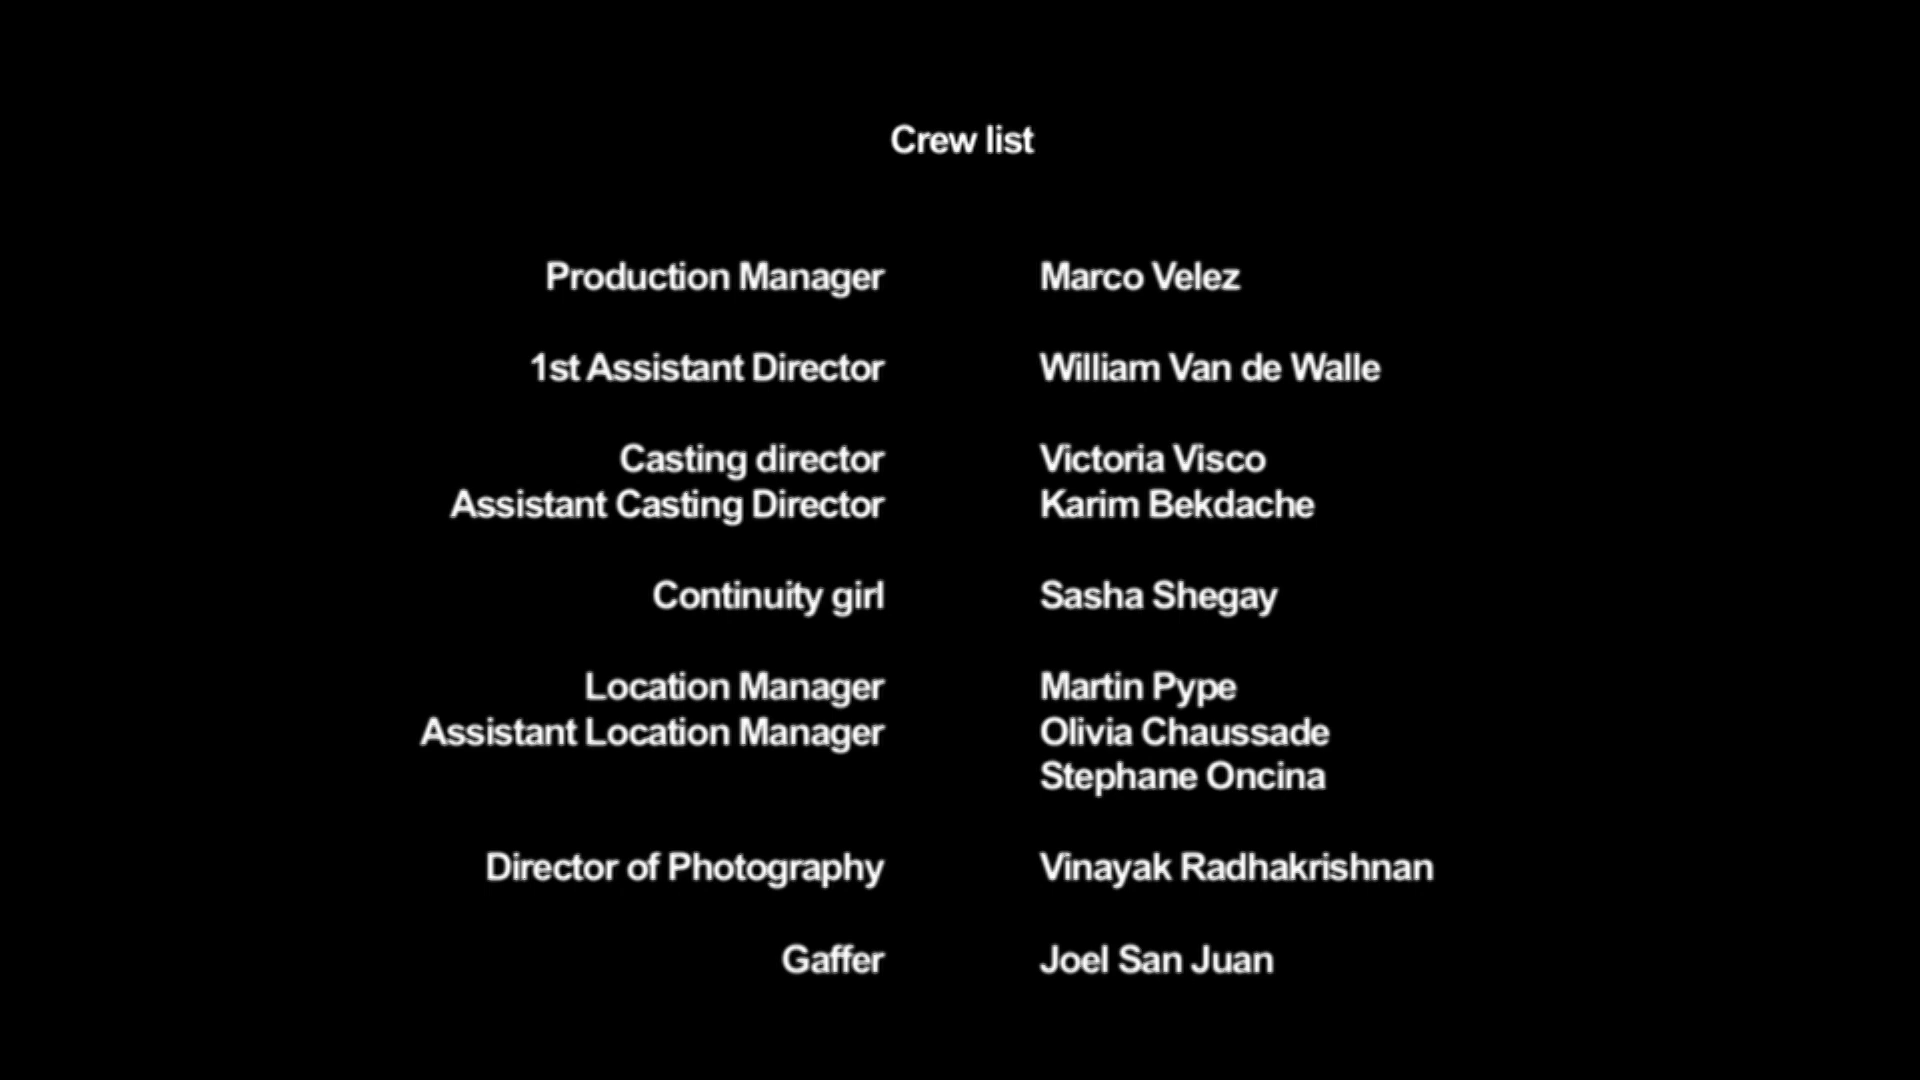 Crew list
Production Manager Marco Velez
1st Assistant Director William Van de Walle
Casting director Victoria Visco
Assistant Casting Director Karim Bekdache
Continuity girl Sasha Shegay
Location Manager Martin Pype
Assistant Location Manager Olivia Chaussade
Stephane Oncina
Director of Photography Vinayak Radhakrishnan
Gaffer Joel San Juan